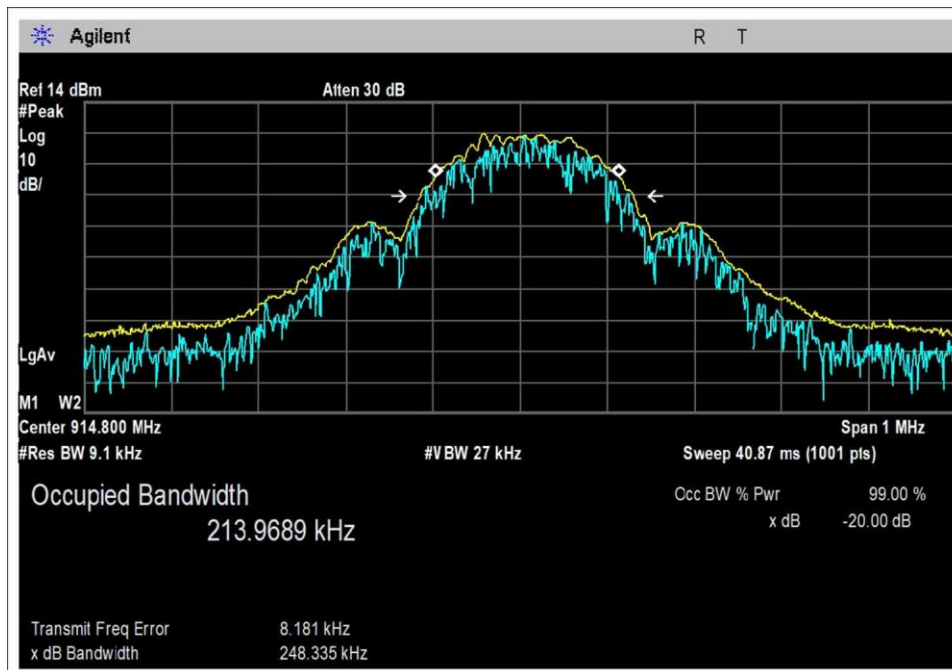 Agilent R T
Ref 14 dBm Atten 30 dB
#Peak
Log
10
dB/
LgAv
M1 W2
Center 914.800 MHz Span 1 MHz
#Res BW 9.1 kHz #VBW 27 kHz Sweep 40.87 ms (1001 pts)
Occupied Bandwidth Occ BW % Pwr 99.00 %
213.9689 kHz x dB -20.00 dB
Transmit Freq Error 8.181 kHz
x dB Bandwidth 248.335 kHz